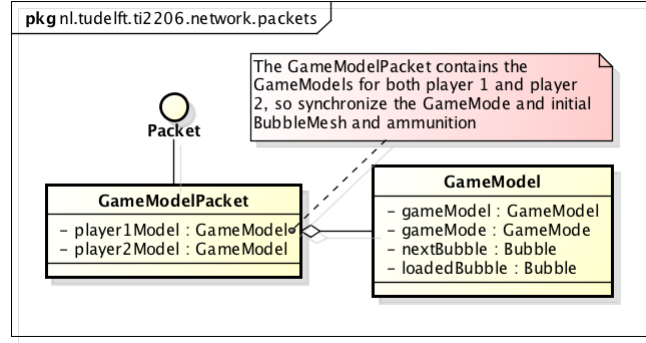 pkg nl.tudelft.ti2206.network.packets
The GameModelPacket contains the
GameModels for both player 1 and player
2, so synchronize the GameMode and initial
BubbleMesh and ammunition
Packet
GameModelPacket
- player1Model : GameModel
- player2Model : GameModel
GameModel
- gameModel : GameModel
- gameMode : GameMode
- nextBubble : Bubble
- loadedBubble : Bubble